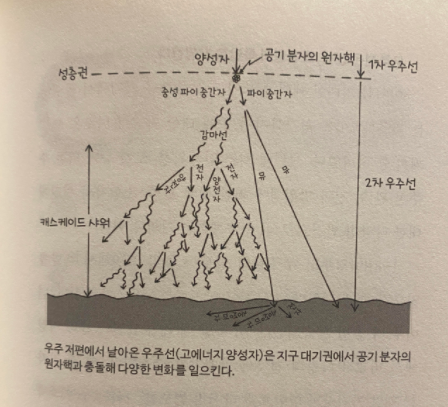 양성자 공기 분자의 원자핵 1차 우주선
성층권
중성 파이 중간자 파이 중간자
감마선
양전자 전자 양전자 전자
뮤 뮤
2차 우주선
캐스케이드 샤워
우주 저편에서 날아온 우주선(고에너지 양성자)은 지구 대기권에서 공기 분자의
원자핵과 충돌해 다양한 변화를 일으킨다.